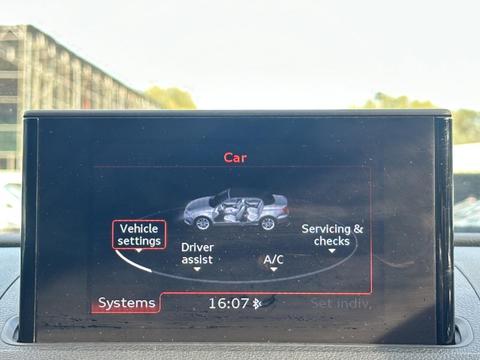 Car
Vehicle
settings
Driver
assist
A/C
Servicing &
checks
Systems
16:07
Set indiv.